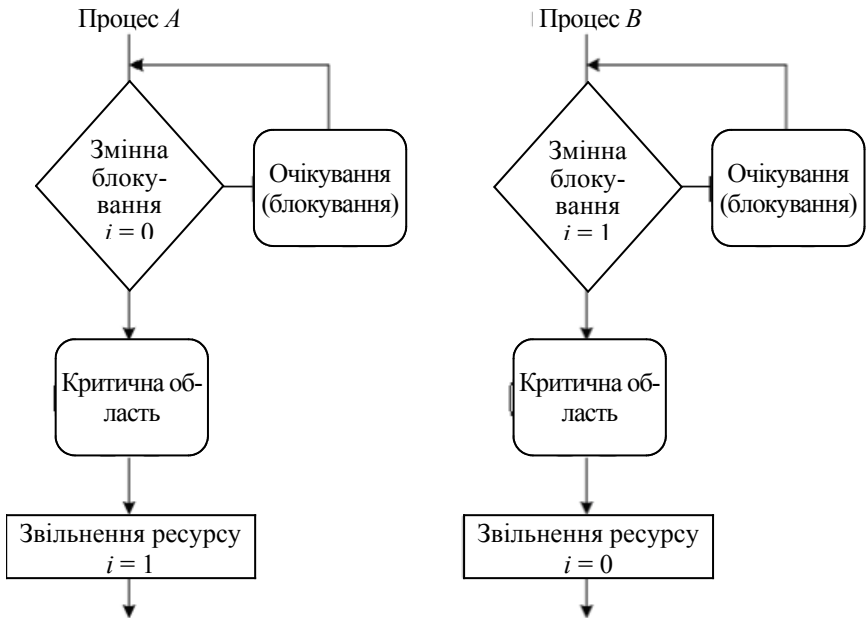 Процес A
Змінна
блоку-
вання
i = 0
Очікування
(блокування)
Критична об-
ласть
Звільнення ресурсу
i = 1
Процес B
Змінна
блоку-
вання
i = 1
Очікування
(блокування)
Критична об-
ласть
Звільнення ресурсу
i = 0